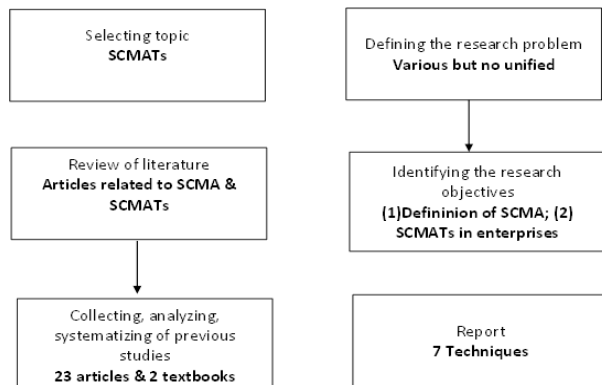 Selecting topic
SCMATs
Defining the research problem
Various but no unified
Review of literature
Articles related to SCMA &
SCMATs
Identifying the research
objectives
(1)Defininion of SCMA; (2)
SCMATs in enterprises
Collecting, analyzing,
systematizing of previous
studies
23 articles & 2 textbooks
Report
7 Techniques